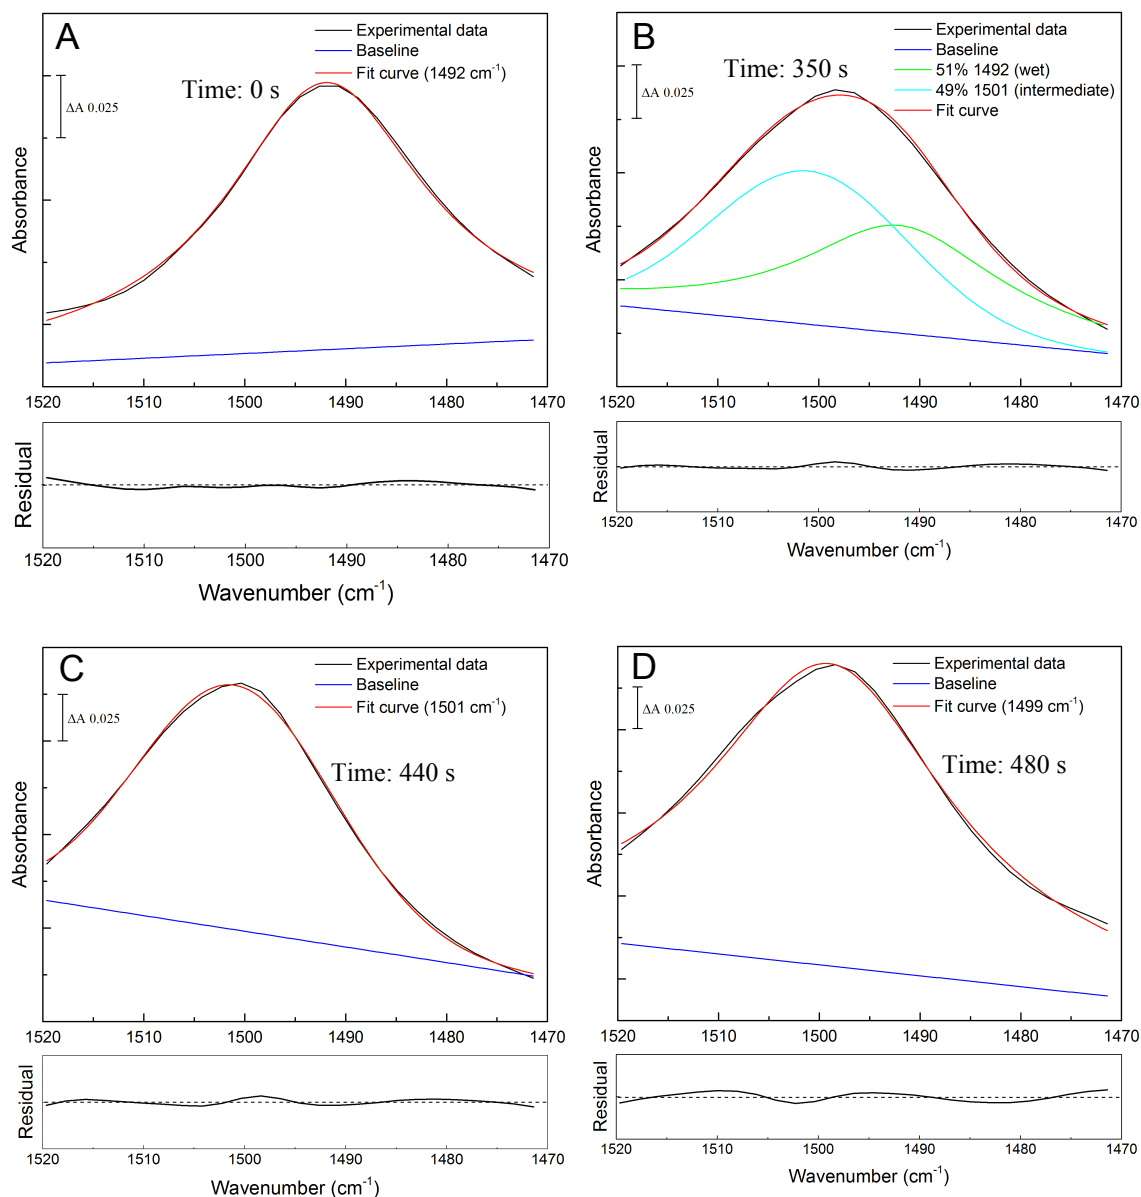 A
Experimental data
Baseline
Fit curve (1492 cm⁻¹)
Time: 0 s
ΔA 0.025
Absorbance
1520 1510 1500 1490 1480 1470
Residual
1520 1510 1500 1490 1480 1470
Wavenumber (cm⁻¹)
B
Experimental data
Baseline
51% 1492 (wet)
49% 1501 (intermediate)
Fit curve
Time: 350 s
ΔA 0.025
Absorbance
1520 1510 1500 1490 1480 1470
Residual
1520 1510 1500 1490 1480 1470
Wavenumber (cm⁻¹)
C
Experimental data
Baseline
Fit curve (1501 cm⁻¹)
ΔA 0.025
Time: 440 s
Absorbance
1520 1510 1500 1490 1480 1470
Residual
1520 1510 1500 1490 1480 1470
Wavenumber (cm⁻¹)
D
Experimental data
Baseline
Fit curve (1499 cm⁻¹)
ΔA 0.025
Time: 480 s
Absorbance
1520 1510 1500 1490 1480 1470
Residual
1520 1510 1500 1490 1480 1470
Wavenumber (cm⁻¹)